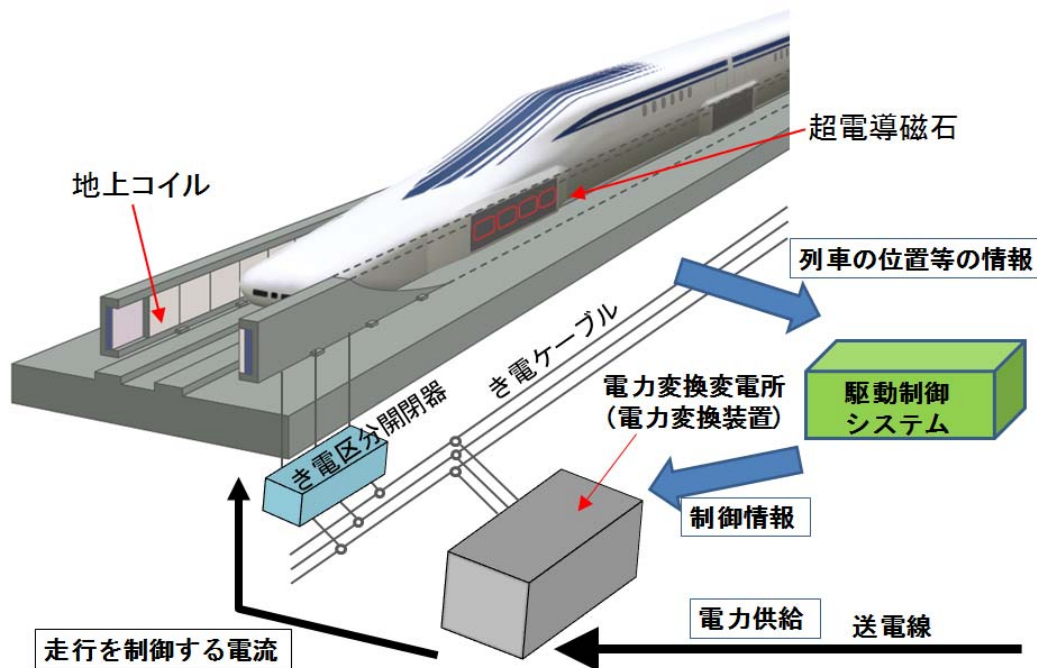 超電導磁石
地上コイル
列車の位置等の情報
き電ケーブル
電力変換変電所
（電力変換装置）
駆動制御
システム
き電区分開閉器
制御情報
電力供給
送電線
走行を制御する電流